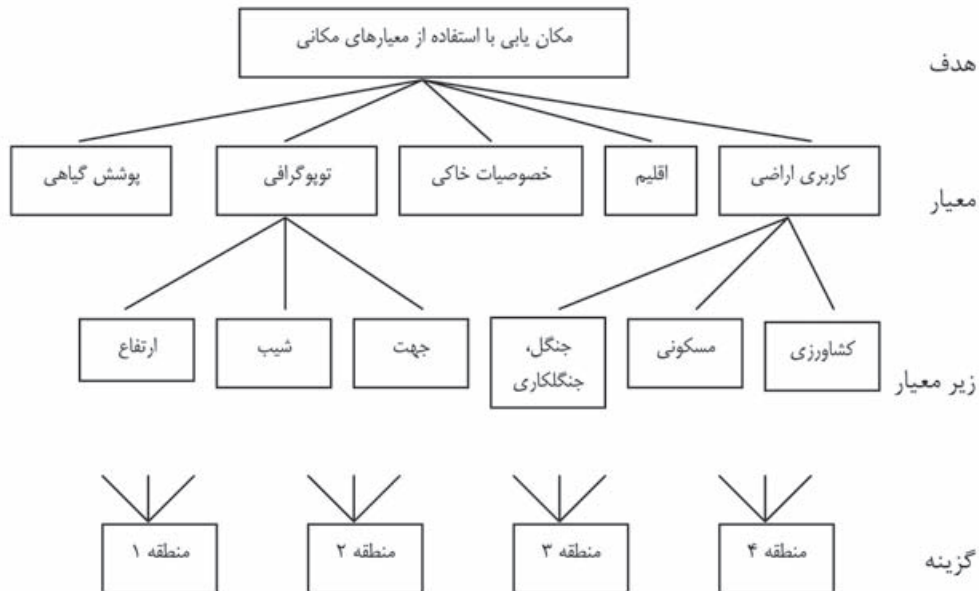 مکان یابی با استفاده از معیارهای مکانی
هدف
کاربری اراضی
اقلیم
خصوصیات خاکی
توپوگرافی
پوشش گیاهی
معیار
کشاورزی
مسکونی
جنگل،
جنگلکاری
جهت
شیب
ارتفاع
زیر معیار
منطقه ۴
منطقه ۳
منطقه ۲
منطقه ۱
گزینه